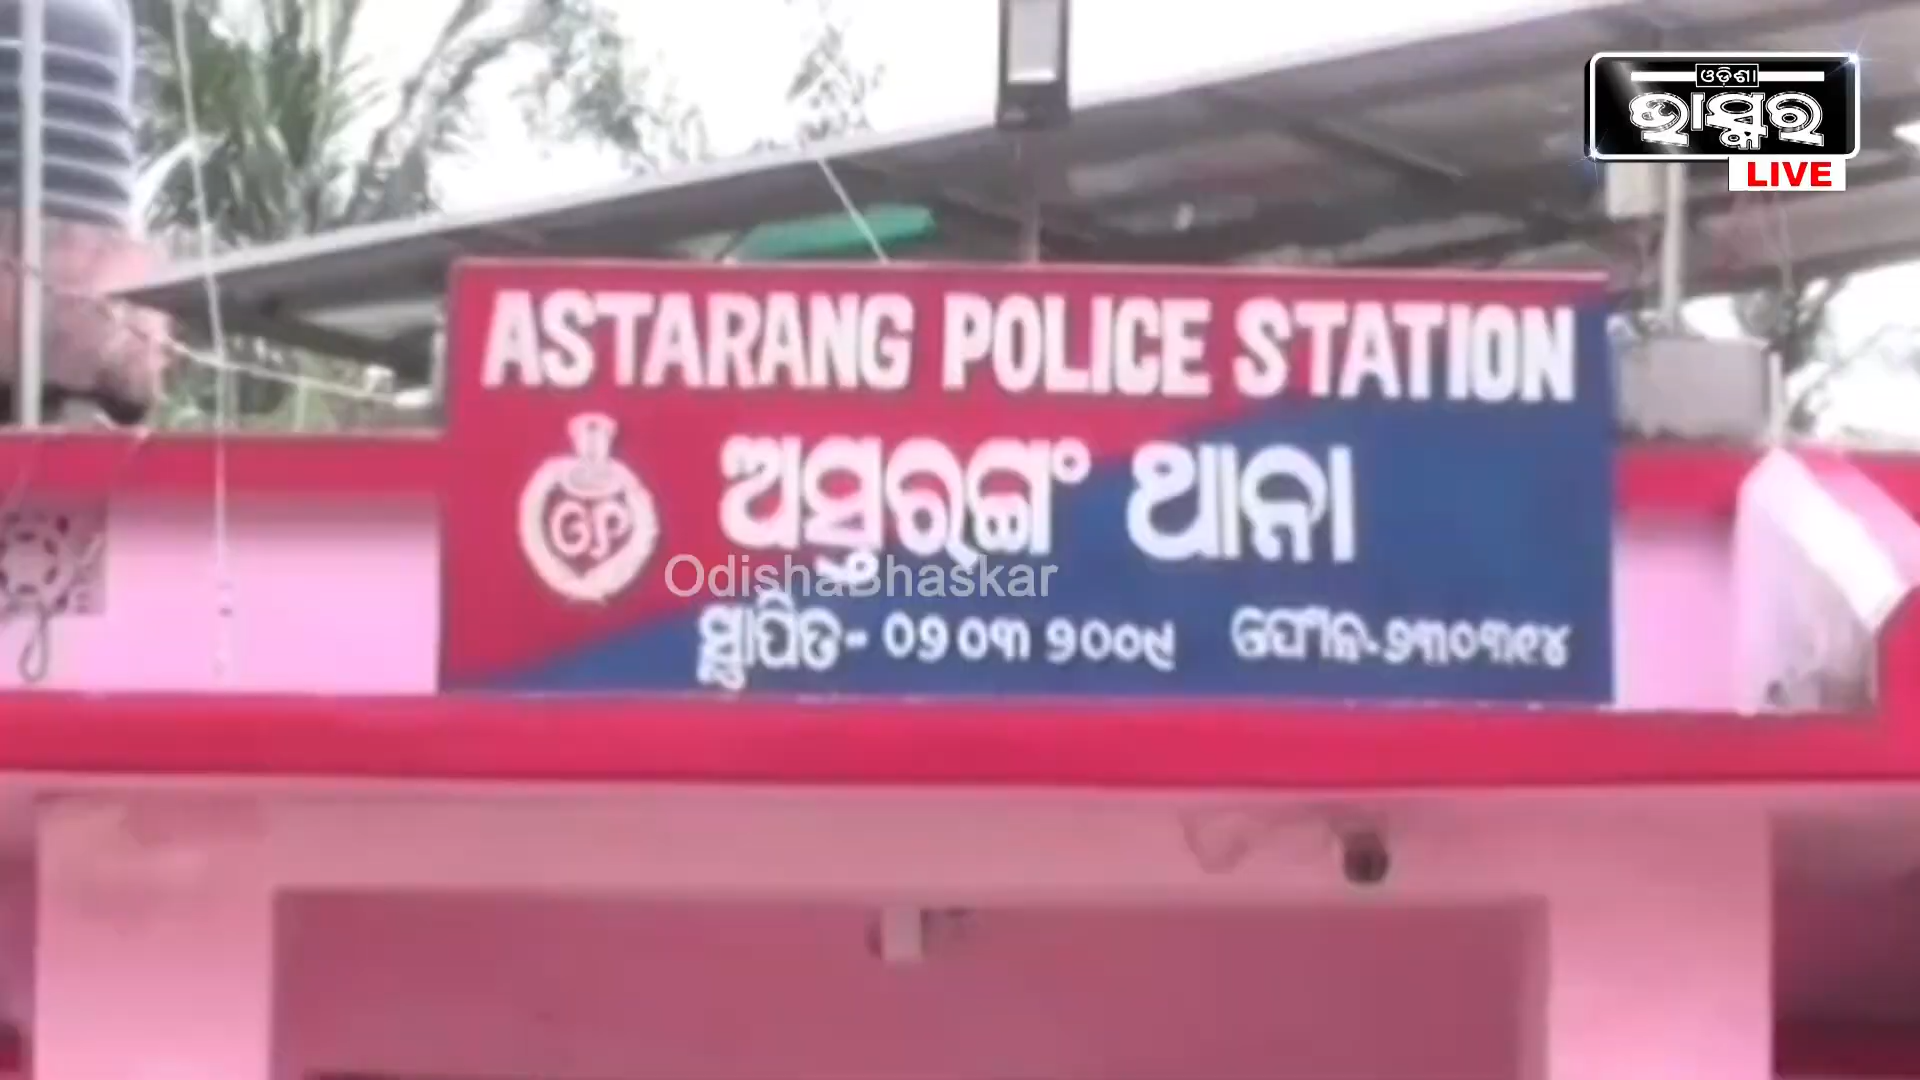 ଓଡ଼ିଶା
ଭାସ୍କର
LIVE
ASTARANG POLICE STATION
GP
ଅସ୍ତରଙ୍ଗ ଥାନା
OdishaBhaskar
ସ୍ଥାପିତ- ୦୨ ୦୩ ୨୦୦୯